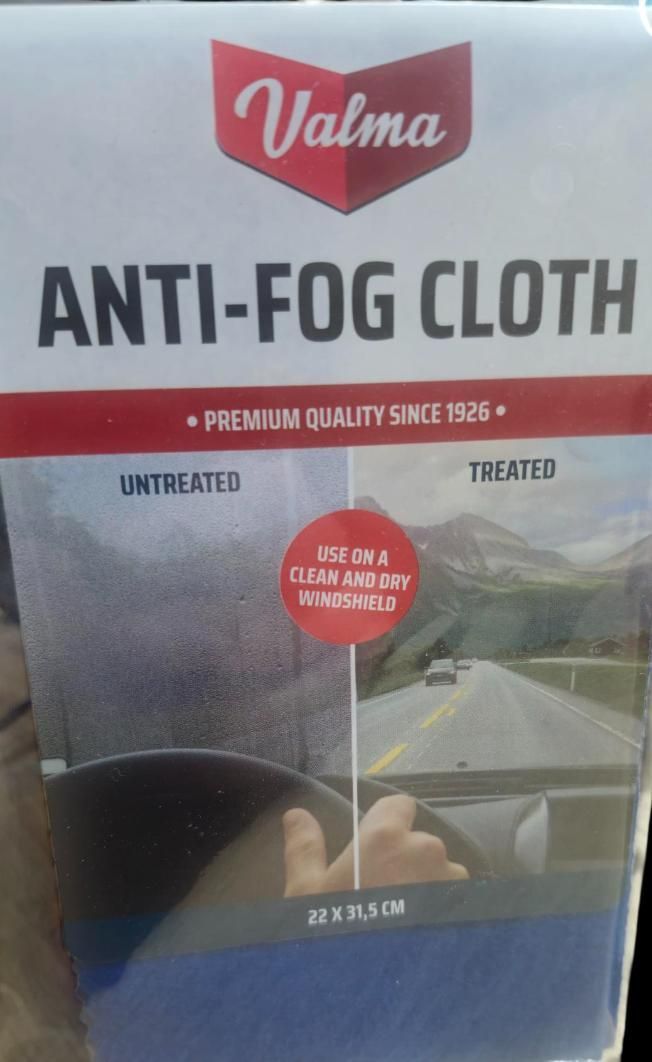 Valma
ANTI-FOG CLOTH
• PREMIUM QUALITY SINCE 1926 •
UNTREATED
TREATED
USE ON A
CLEAN AND DRY
WINDSHIELD
22 X 31,5 CM